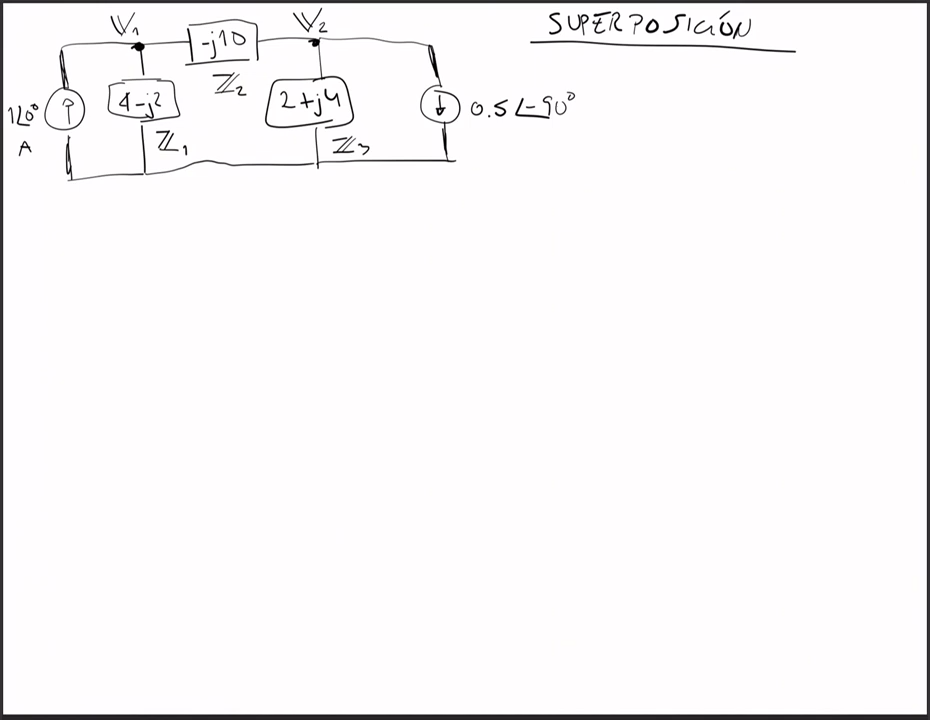 V₁
-j10
V₂
SUPERPOSICIÓN
Z₂
4-j2
2+j4
1∠0°
A
0.5∠-90°
Z₁
Z₃